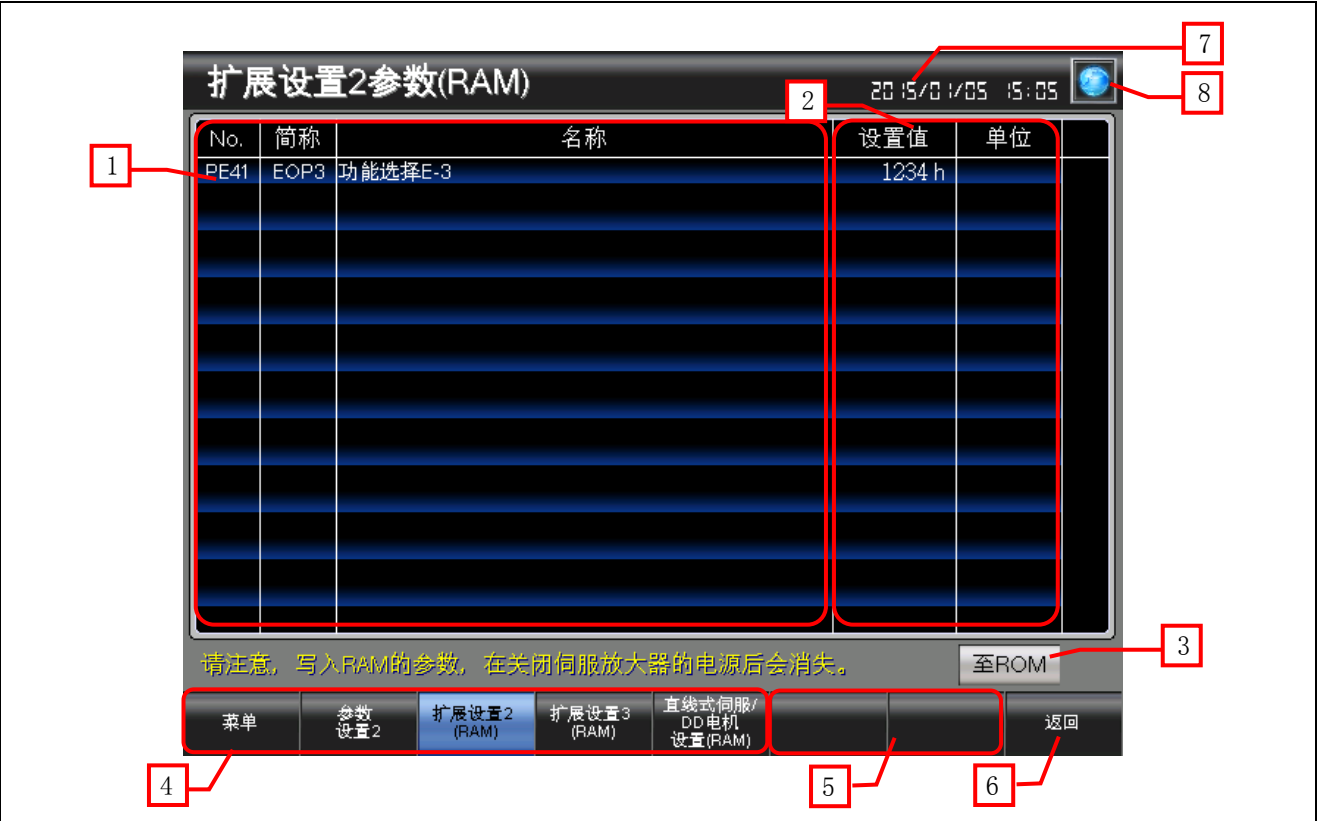 7
扩展设置2参数(RAM)
2015/01/05 15:05
2
8
No. 简称 名称 设置值 单位
1
PE41 EOP3 功能选择E-3 1234 h
请注意，写入RAM的参数，在关闭伺服放大器的电源后会消失。
至ROM
3
菜单
参数
设置2
扩展设置2
(RAM)
扩展设置3
(RAM)
直线式伺服/
DD电机
设置(RAM)
返回
4
5
6